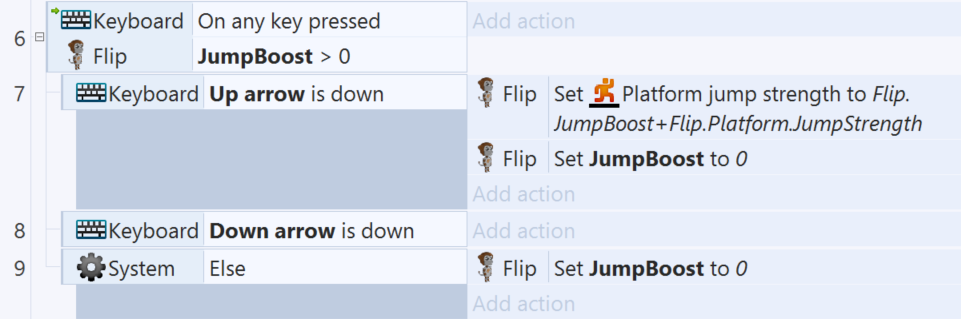 Keyboard On any key pressed Add action
6
Flip JumpBoost > 0
7 Keyboard Up arrow is down Flip Set Platform jump strength to Flip.
JumpBoost+Flip.Platform.JumpStrength
Flip Set JumpBoost to 0
Add action
8 Keyboard Down arrow is down Add action
9 System Else Flip Set JumpBoost to 0
Add action